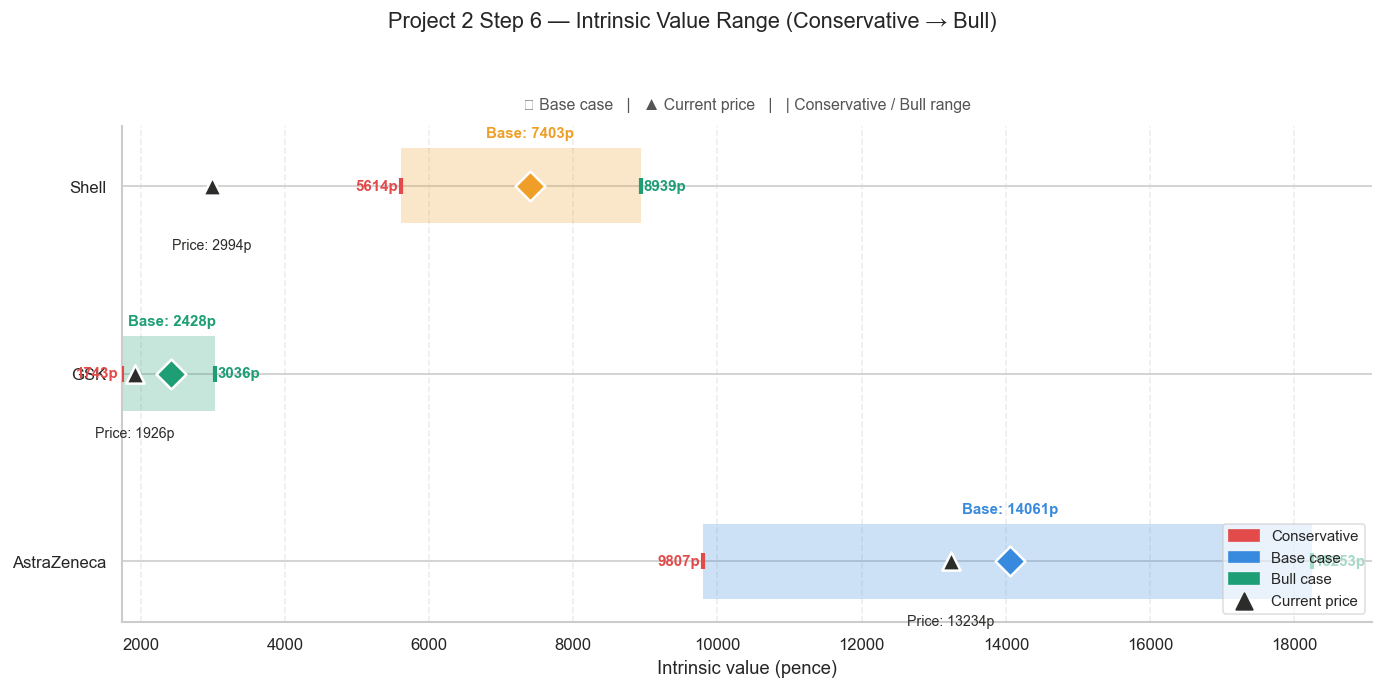 Project 2 Step 6 — Intrinsic Value Range (Conservative → Bull)
Base case | ▲ Current price | | Conservative / Bull range
Base: 7403p
Shell
5614p
8939p
Price: 2994p
Base: 2428p
GSK
3036p
Price: 1926p
Base: 14061p
AstraZeneca
9807p
Price: 13234p
Conservative
Base case
Bull case
Current price
2000 4000 6000 8000 10000 12000 14000 16000 18000
Intrinsic value (pence)